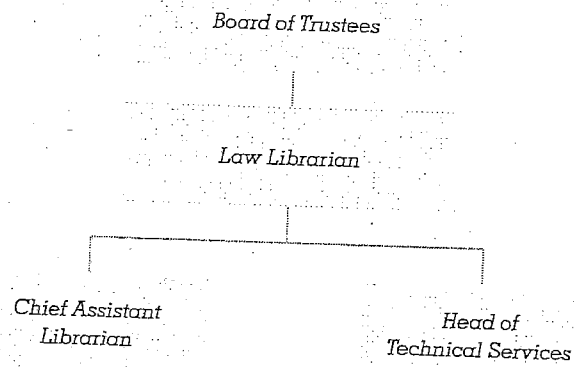 Board of Trustees
Law Librarian
Chief Assistant
Librarian
Head of
Technical Services